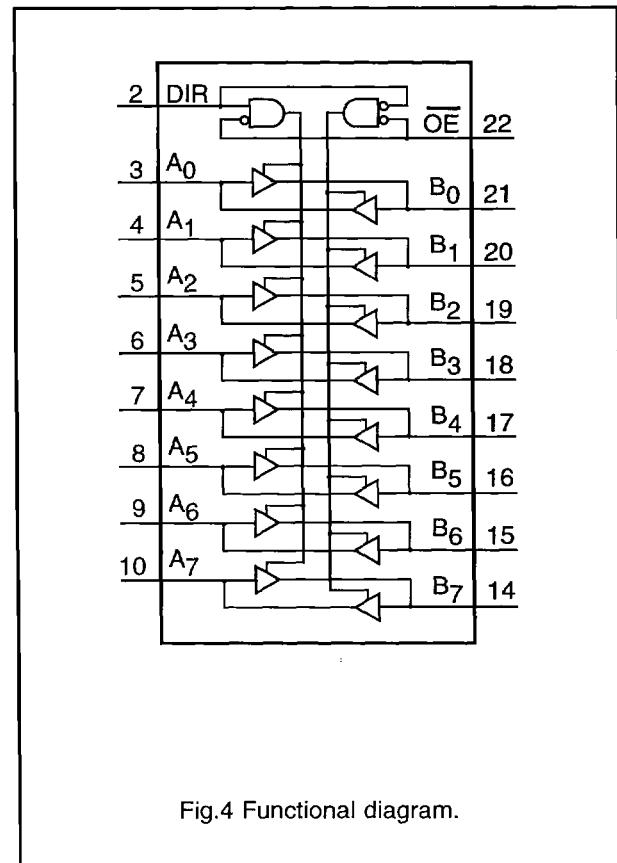 2 DIR
OE 22
3 A0
B0 21
4 A1
B1 20
5 A2
B2 19
6 A3
B3 18
7 A4
B4 17
8 A5
B5 16
9 A6
B6 15
10 A7
B7 14
Fig.4 Functional diagram.